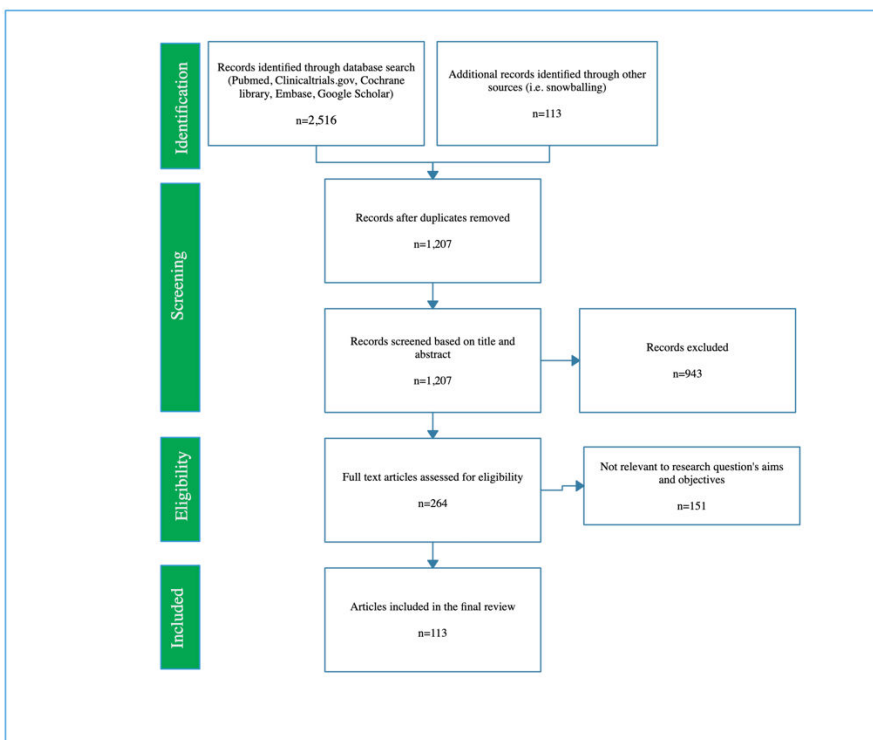 Identification
Records identified through database search
(Pubmed, Clinicaltrials.gov, Cochrane
library, Embase, Google Scholar)
n=2,516
Additional records identified through other
sources (i.e. snowballing)
n=113
Screening
Records after duplicates removed
n=1,207
Records screened based on title and
abstract
n=1,207
Records excluded
n=943
Eligibility
Full text articles assessed for eligibility
n=264
Not relevant to research question's aims
and objectives
n=151
Included
Articles included in the final review
n=113